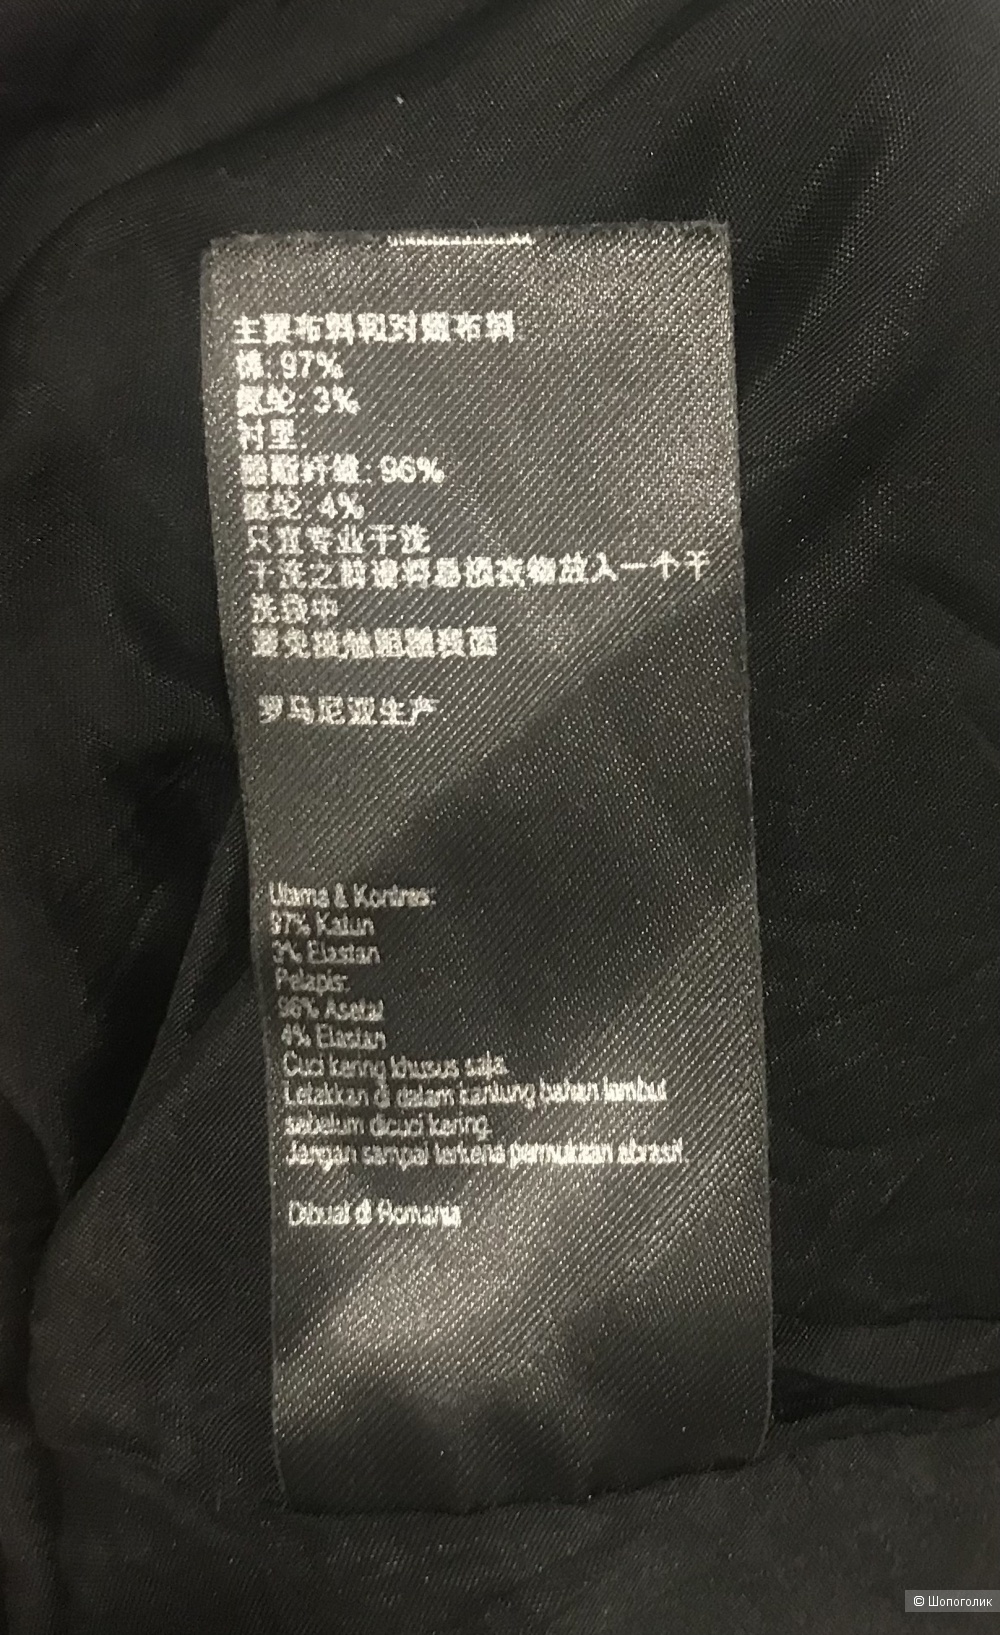 主要布料和对照布料:
棉: 97%
氨纶: 3%
衬里:
醋酯纤维: 96%
氨纶: 4%
只宜专业干洗
干洗之前请将易损衣物放入一个干
洗袋中
避免接触粗糙表面
罗马尼亚生产
Utama & Kontras:
97% Katun
3% Elastan
Pelapis:
96% Asetat
4% Elastan
Cuci kering khusus saja.
Letakkan di dalam kantung bahan lembut
sebelum dicuci kering.
Jangan sampai terkena permukaan abrasif.
Dibuat di Romania
© Шопоголик